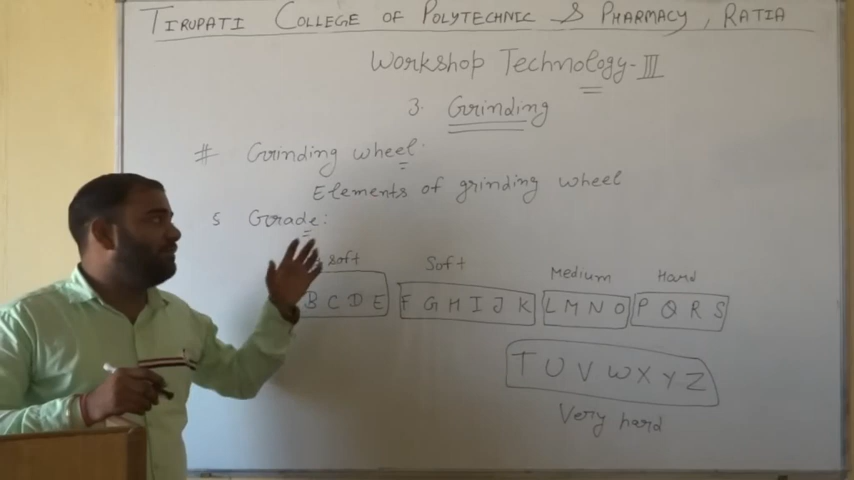 TIRUPATI COLLEGE OF POLYTECHNIC & PHARMACY, RATIA
Workshop Technology-III
3. Grinding
# Grinding wheel.
Elements of grinding wheel
5 Grade:
soft Soft Medium Hard
B C D E F G H I J K L M N O P Q R S
T U V W X Y Z
Very hard